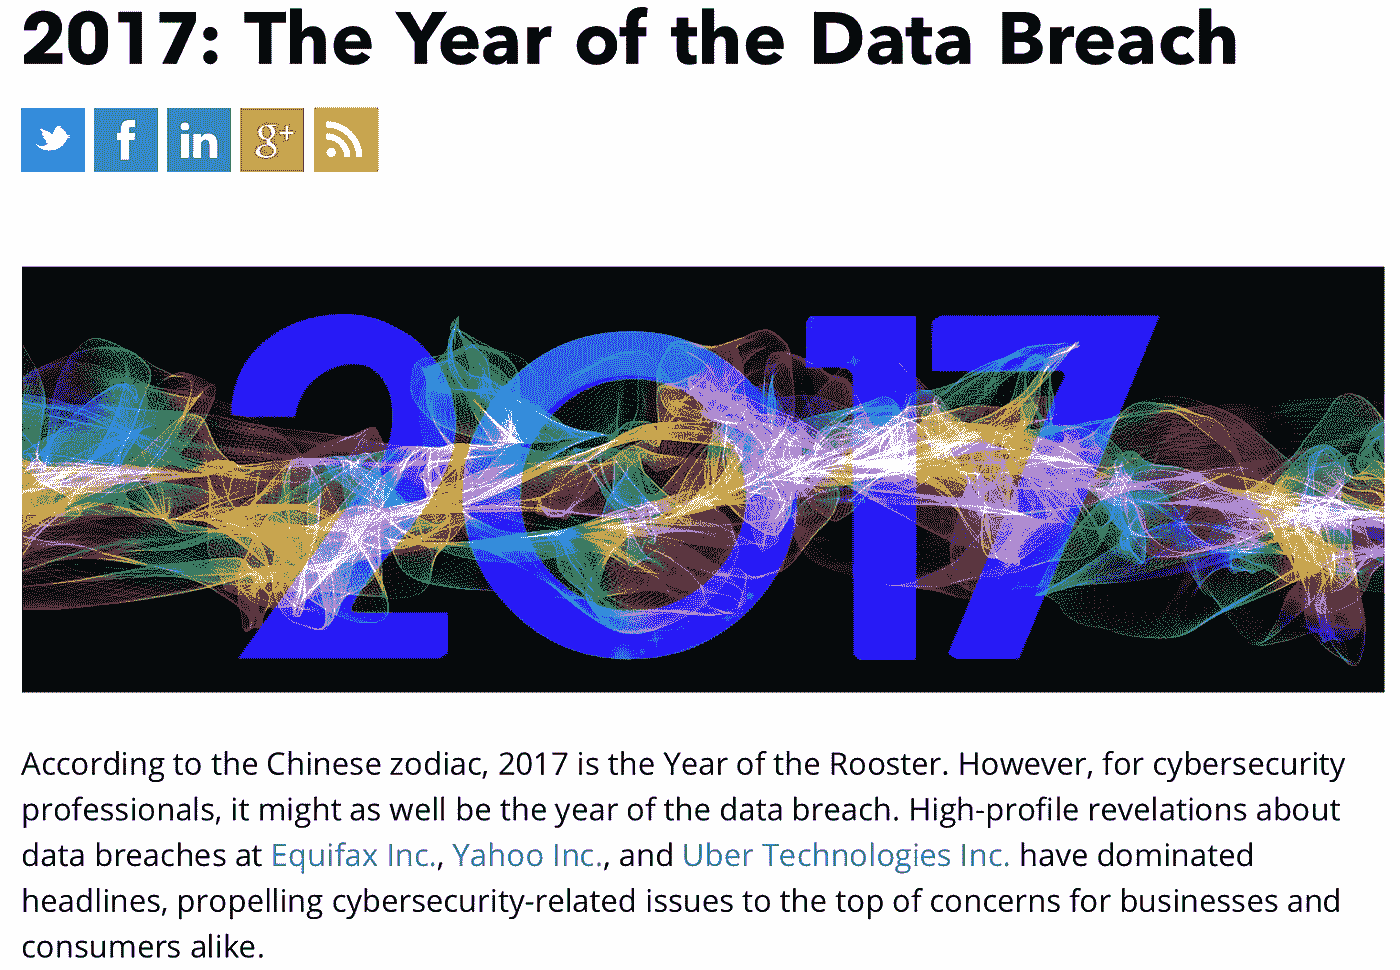 2017: The Year of the Data Breach
f in g+
2017
According to the Chinese zodiac, 2017 is the Year of the Rooster. However, for cybersecurity
professionals, it might as well be the year of the data breach. High-profile revelations about
data breaches at Equifax Inc., Yahoo Inc., and Uber Technologies Inc. have dominated
headlines, propelling cybersecurity-related issues to the top of concerns for businesses and
consumers alike.